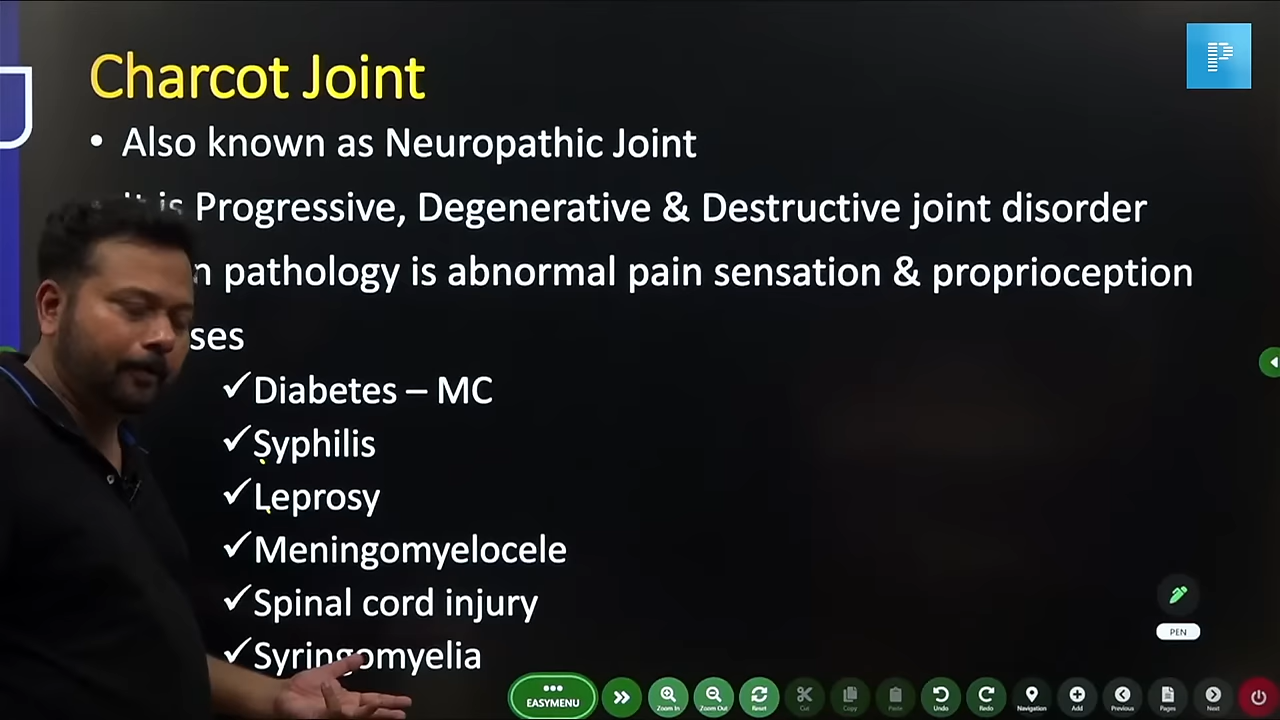 Charcot Joint
• Also known as Neuropathic Joint
is Progressive, Degenerative & Destructive joint disorder
pathology is abnormal pain sensation & proprioception
✓Diabetes – MC
✓Syphilis
✓Leprosy
✓Meningomyelocele
✓Spinal cord injury
✓Syringomyelia
P
PEN
EASYMENU
Zoom In Zoom Out Reset Cut Copy Paste Undo Redo Navigation Add Previous Pages Next